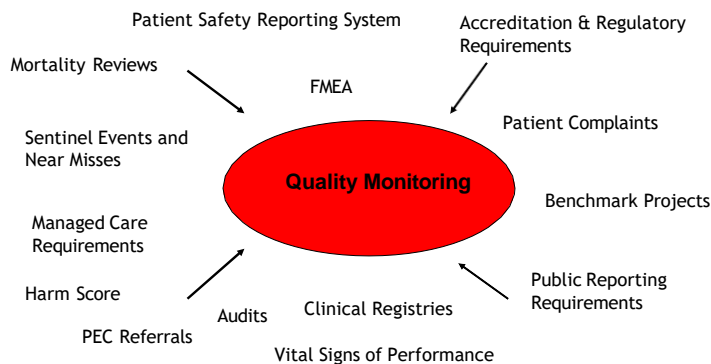 Patient Safety Reporting System
Accreditation & Regulatory
Requirements
Mortality Reviews
FMEA
Patient Complaints
Sentinel Events and
Near Misses
Quality Monitoring
Benchmark Projects
Managed Care
Requirements
Public Reporting
Requirements
Harm Score
Audits
Clinical Registries
PEC Referrals
Vital Signs of Performance